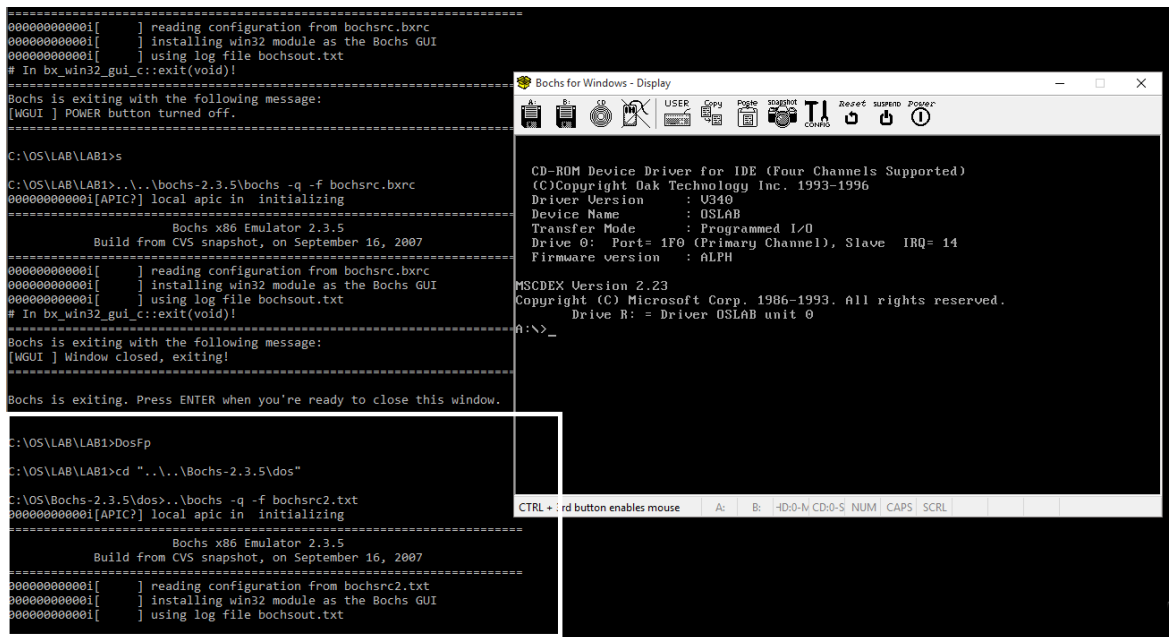 ================================================================
00000000000i[     ] reading configuration from bochsrc.bxrc
00000000000i[     ] installing win32 module as the Bochs GUI
00000000000i[     ] using log file bochsout.txt
# In bx_win32_gui_c::exit(void)!
================================================================
Bochs is exiting with the following message:
[WGUI ] POWER button turned off.
================================================================
C:\OS\LAB\LAB1>s
C:\OS\LAB\LAB1>..\..\bochs-2.3.5\bochs -q -f bochsrc.bxrc
00000000000i[APIC?] local apic in  initializing
================================================================
Bochs x86 Emulator 2.3.5
Build from CVS snapshot, on September 16, 2007
================================================================
00000000000i[     ] reading configuration from bochsrc.bxrc
00000000000i[     ] installing win32 module as the Bochs GUI
00000000000i[     ] using log file bochsout.txt
# In bx_win32_gui_c::exit(void)!
================================================================
Bochs is exiting with the following message:
[WGUI ] Window closed, exiting!
================================================================
Bochs is exiting. Press ENTER when you're ready to close this window.
C:\OS\LAB\LAB1>DosFp
C:\OS\LAB\LAB1>cd "..\..\Bochs-2.3.5\dos"
C:\OS\Bochs-2.3.5\dos>..\bochs -q -f bochsrc2.txt
00000000000i[APIC?] local apic in  initializing
================================================================
Bochs x86 Emulator 2.3.5
Build from CVS snapshot, on September 16, 2007
================================================================
00000000000i[     ] reading configuration from bochsrc2.txt
00000000000i[     ] installing win32 module as the Bochs GUI
00000000000i[     ] using log file bochsout.txt
Bochs for Windows - Display
A: B: CD USER Copy Paste snapshot CONFIG Reset SUSPEND Power
CD-ROM Device Driver for IDE (Four Channels Supported)
(C)Copyright Oak Technology Inc. 1993-1996
Driver Version     : V340
Device Name        : OSLAB
Transfer Mode      : Programmed I/O
Drive 0:  Port= 1F0 (Primary Channel), Slave  IRQ= 14
Firmware version   : ALPH
MSCDEX Version 2.23
Copyright (C) Microsoft Corp. 1986-1993. All rights reserved.
Drive R: = Driver OSLAB unit 0
A:\>_
CTRL + 3rd button enables mouse A: B: HD:0-M CD:0-S NUM CAPS SCRL